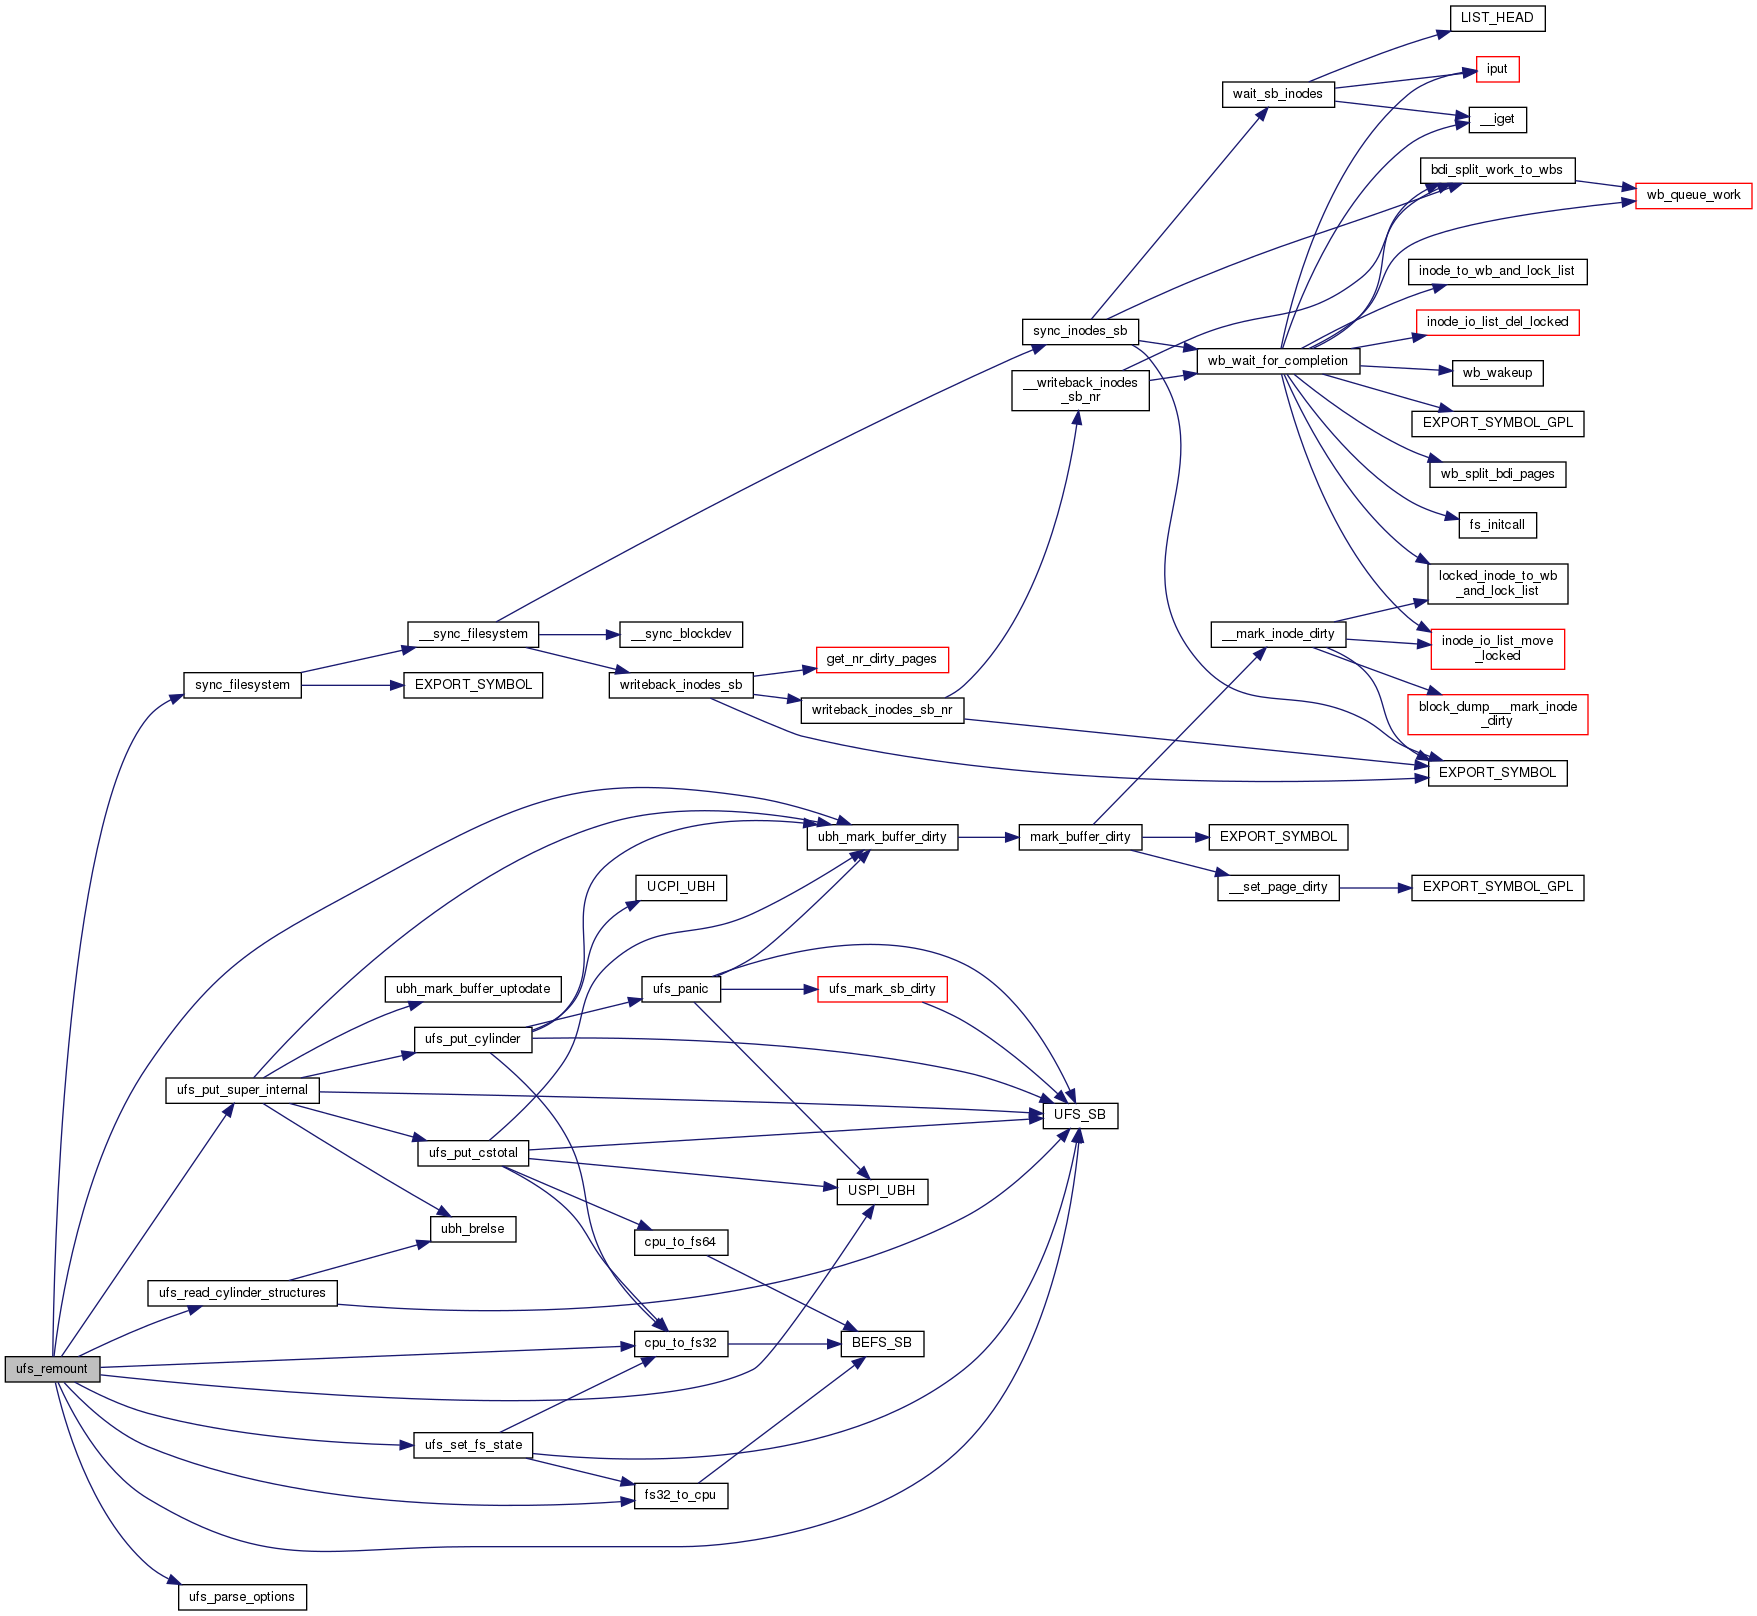 LIST_HEAD
iput
wait_sb_inodes
__iget
bdi_split_work_to_wbs
wb_queue_work
inode_to_wb_and_lock_list
inode_io_list_del_locked
sync_inodes_sb
wb_wait_for_completion
wb_wakeup
__writeback_inodes
_sb_nr
EXPORT_SYMBOL_GPL
wb_split_bdi_pages
fs_initcall
locked_inode_to_wb
_and_lock_list
__sync_filesystem
__sync_blockdev
__mark_inode_dirty
inode_io_list_move
_locked
get_nr_dirty_pages
sync_filesystem
EXPORT_SYMBOL
writeback_inodes_sb
writeback_inodes_sb_nr
block_dump___mark_inode
_dirty
EXPORT_SYMBOL
ubh_mark_buffer_dirty
mark_buffer_dirty
EXPORT_SYMBOL
UCPI_UBH
__set_page_dirty
EXPORT_SYMBOL_GPL
ubh_mark_buffer_uptodate
ufs_panic
ufs_mark_sb_dirty
ufs_put_cylinder
ufs_put_super_internal
UFS_SB
ufs_put_cstotal
USPI_UBH
ubh_brelse
cpu_to_fs64
ufs_read_cylinder_structures
cpu_to_fs32
BEFS_SB
ufs_remount
ufs_set_fs_state
fs32_to_cpu
ufs_parse_options